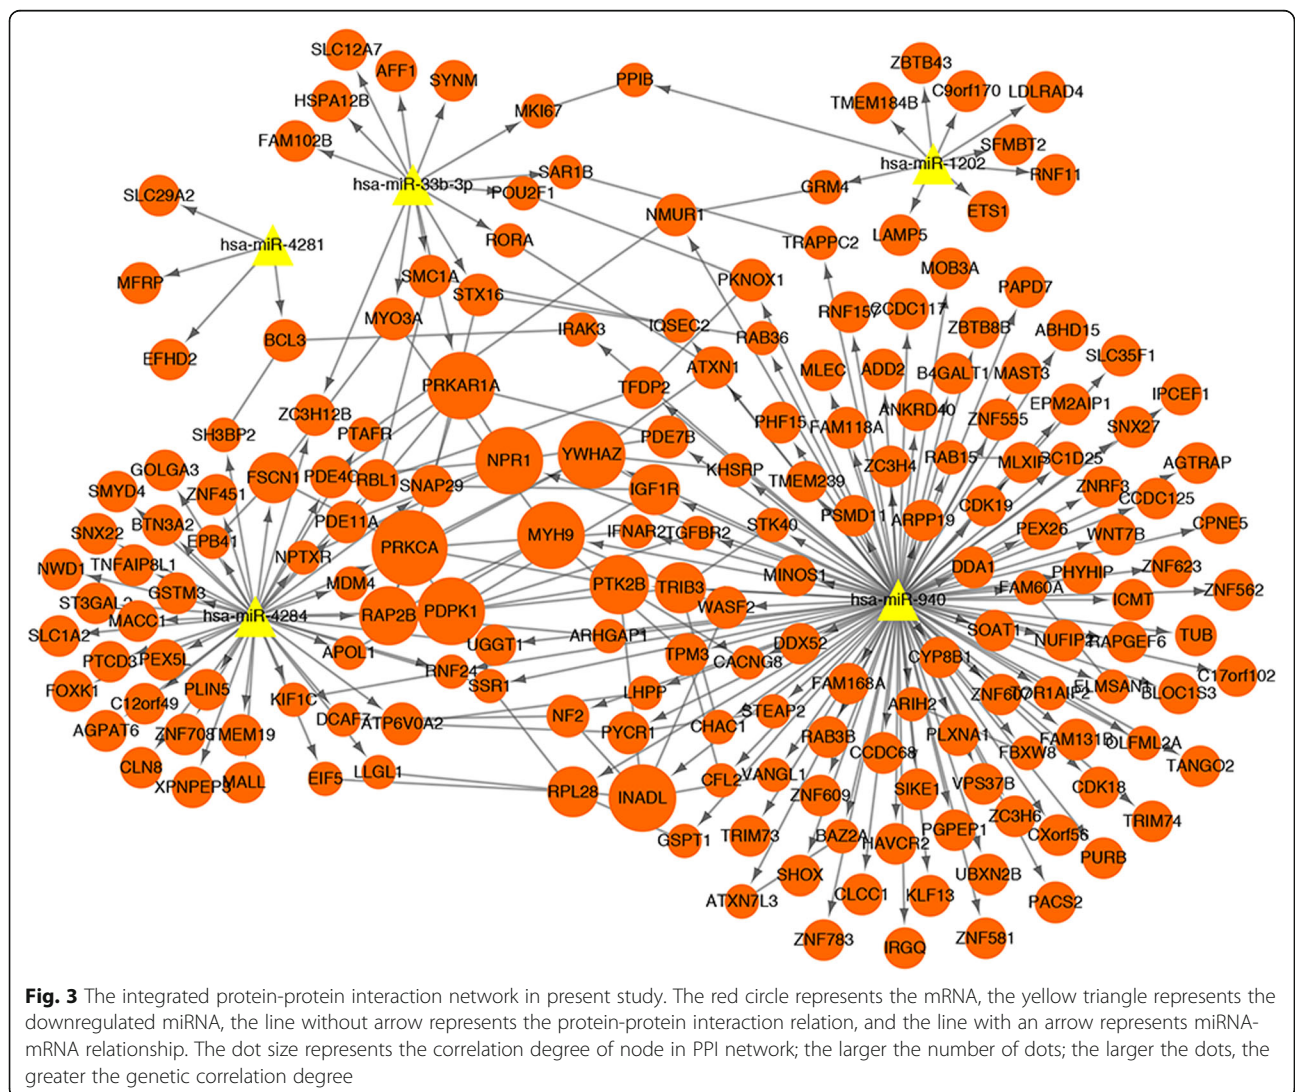 SLC12A7
AFF1
SYNM
HSPA12B
FAM102B
MKI67
PPIB
ZBTB43
C9orf170
LDLRAD4
TMEM184B
SFMBT2
hsa-miR-1202
RNF11
GRM4
ETS1
LAMP5
SLC29A2
hsa-miR-33b-3p
SAR1B
POU2F1
NMUR1
hsa-miR-4281
RORA
TRAPPC2
MFRP
SMC1A
STX16
PKNOX1
MOB3A
PAPD7
EFHD2
BCL3
MYO3A
IRAK3
IQSEC2
RAB36
RNF157
CCDC117
ZBTB8B
ABHD15
SLC35F1
PRKAR1A
TFDP2
ATXN1
MLEC
ADD2
B4GALT1
MAST3
IPCEF1
ZC3H12B
SH3BP2
PTAFR
PDE7B
PHF15
FAM118A
ANKRD40
ZNF555
EPM2AIP1
SNX27
GOLGA3
SMYD4
ZNF451
FSCN1
PDE4C
RBL1
SNAP29
NPR1
YWHAZ
IGF1R
KHSRP
TMEM239
ZC3H4
RAB15
MLXIP
BC1D25
AGTRAP
ZNRF3
CCDC125
SNX22
BTN3A2
EPB41
PDE11A
PRKCA
MYH9
IFNAR2
TGFBR2
STK40
PSMD11
ARPP19
CDK19
PEX26
WNT7B
CPNE5
NWD1
TNFAIP8L1
NPTXR
MDM4
PTK2B
TRIB3
MINOS1
DDA1
PHYHIP
ZNF623
GSTM3
FAM60A
ZNF562
MACC1
hsa-miR-4284
RAP2B
PDPK1
WASF2
hsa-miR-940
ICMT
SLC1A2
UGGT1
ARHGAP1
SOAT1
NUFIP2
RAPGEF6
TUB
PTCD3
PEX5L
APOL1
RNF24
SSR1
TPM3
CACNG8
DDX52
CYP8B1
FOXK1
C12orf49
PLIN5
KIF1C
LHPP
FAM168A
ZNF607
ELMSAN1
BLOC1S3
C17orf102
AGPAT6
ZNF708
TMEM19
DCAF7
ATP6V0A2
NF2
PYCR1
CHAC1
STEAP2
RAB3B
ARIH2
PLXNA1
FBXW8
FAM131B
OLFML2A
CLN8
XPNPEP3
MALL
EIF5
LLGL1
RPL28
INADL
CFL2
VANGL1
CCDC68
TANGO2
ZNF609
SIKE1
VPS37B
CDK18
GSPT1
TRIM73
BAZ2A
HAVCR2
PGPEP1
ZC3H6
CXorf56
TRIM74
PURB
SHOX
UBXN2B
ATXN7L3
CLCC1
KLF13
PACS2
ZNF783
IRGQ
ZNF581
Fig. 3 The integrated protein-protein interaction network in present study. The red circle represents the mRNA, the yellow triangle represents the
downregulated miRNA, the line without arrow represents the protein-protein interaction relation, and the line with an arrow represents miRNA-
mRNA relationship. The dot size represents the correlation degree of node in PPI network; the larger the number of dots; the larger the dots, the
greater the genetic correlation degree